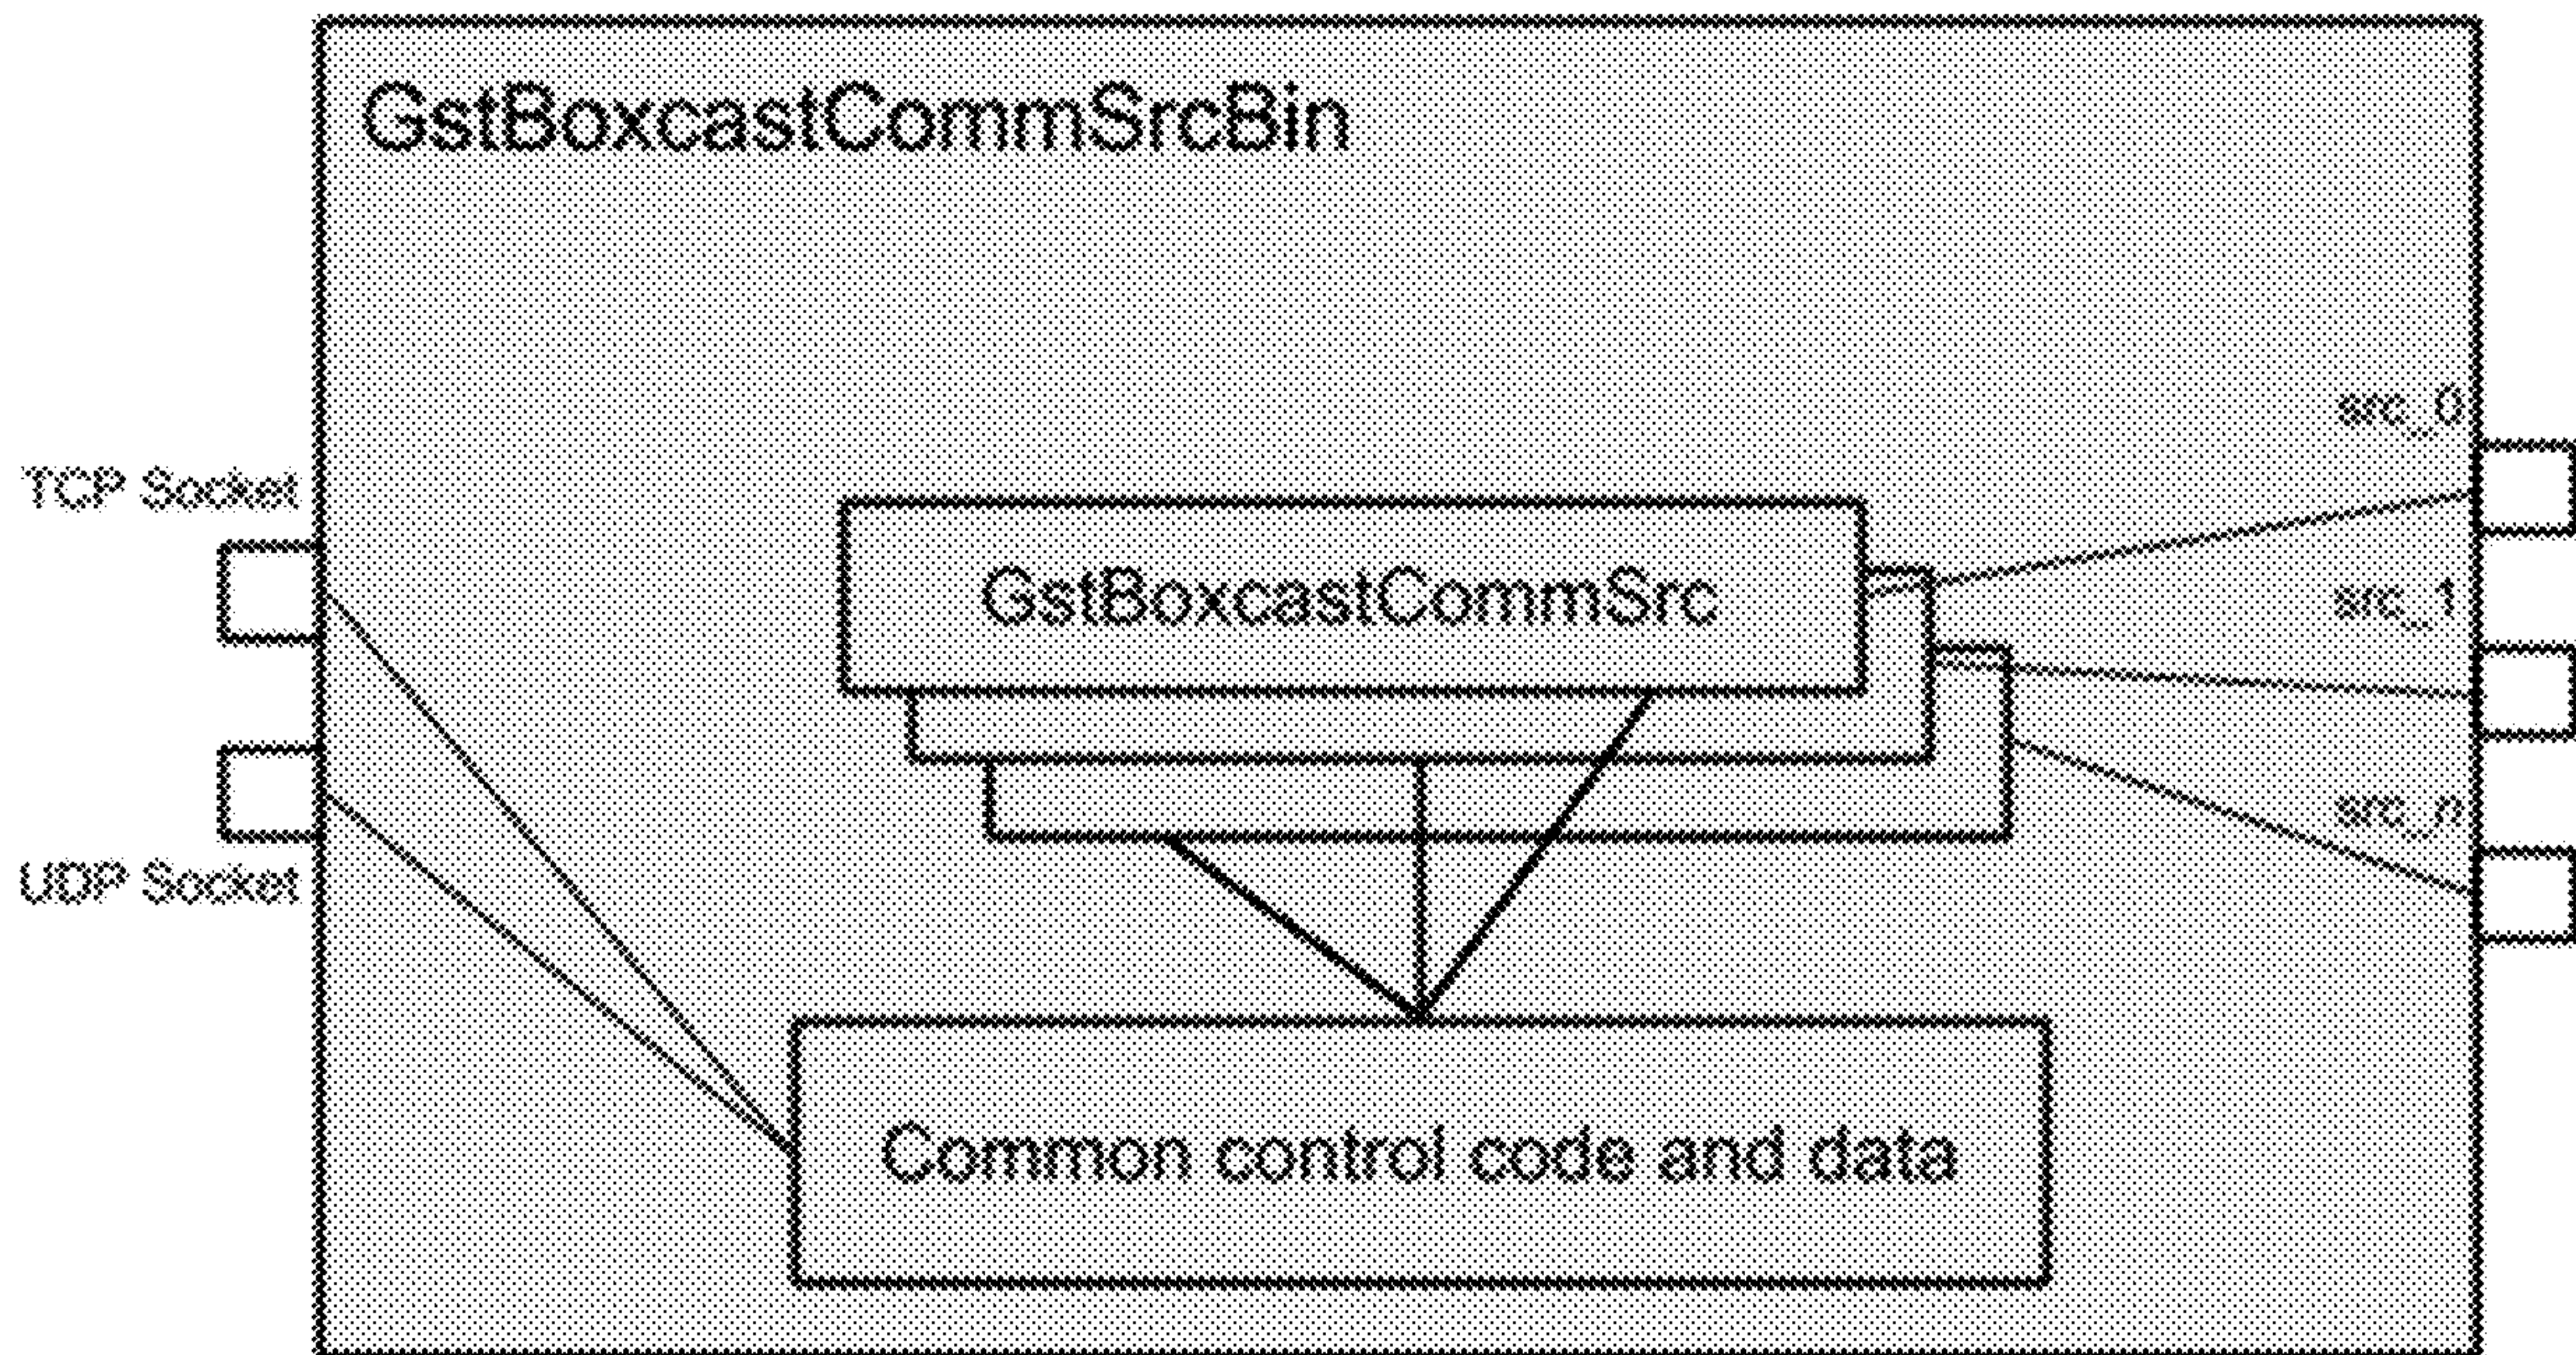 GstBoxcastCommSrcBin
src_0
TCP Socket
GstBoxcastCommSrc
src_1
src_n
UDP Socket
Common control code and data